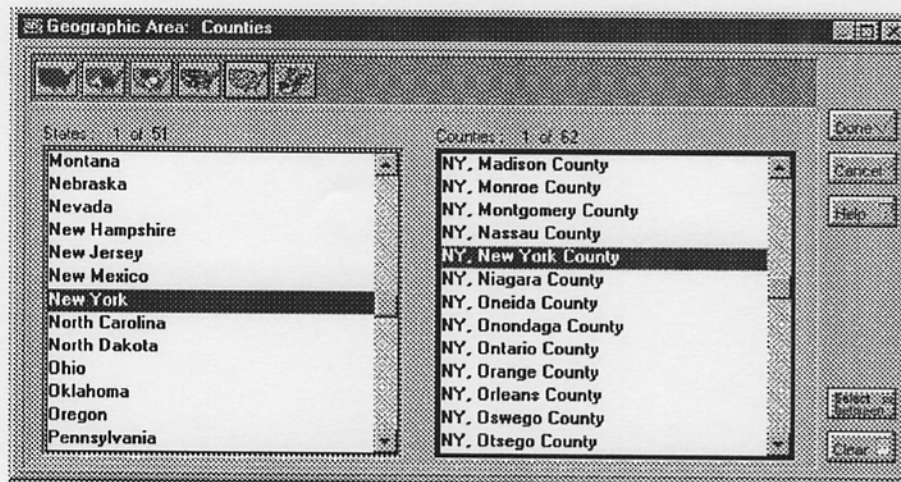 Geographic Area: Counties
States: 1 of 51
Montana
Nebraska
Nevada
New Hampshire
New Jersey
New Mexico
New York
North Carolina
North Dakota
Ohio
Oklahoma
Oregon
Pennsylvania
Counties: 1 of 62
NY, Madison County
NY, Monroe County
NY, Montgomery County
NY, Nassau County
NY, New York County
NY, Niagara County
NY, Oneida County
NY, Onondaga County
NY, Ontario County
NY, Orange County
NY, Orleans County
NY, Oswego County
NY, Otsego County
Done
Cancel
Help
Select
between
Clear